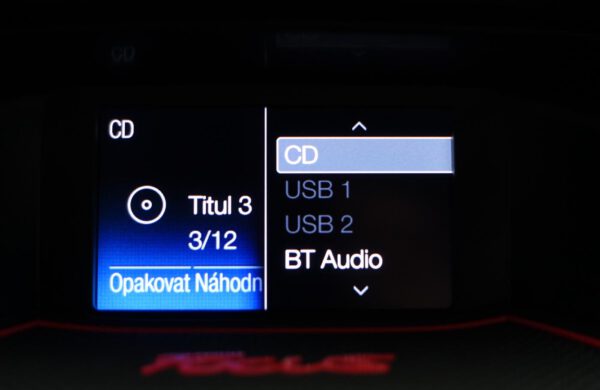 CD
Titul 3
3/12
Opakovat Náhodn
CD
USB 1
USB 2
BT Audio